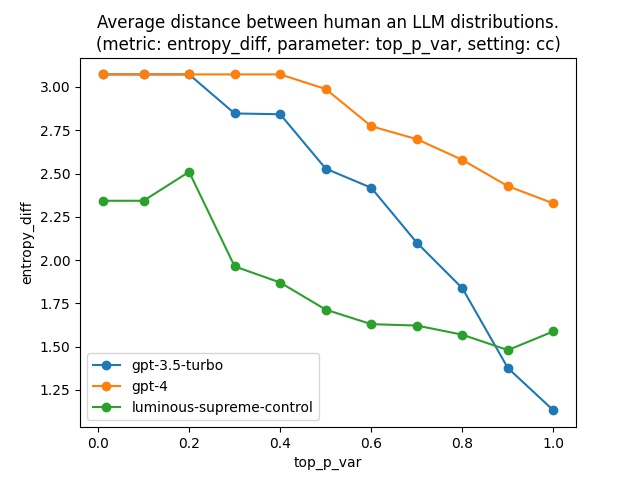 Average distance between human an LLM distributions.
(metric: entropy_diff, parameter: top_p_var, setting: cc)
entropy_diff
3.00
2.75
2.50
2.25
2.00
1.75
1.50
1.25
gpt-3.5-turbo
gpt-4
luminous-supreme-control
0.0 0.2 0.4 0.6 0.8 1.0
top_p_var